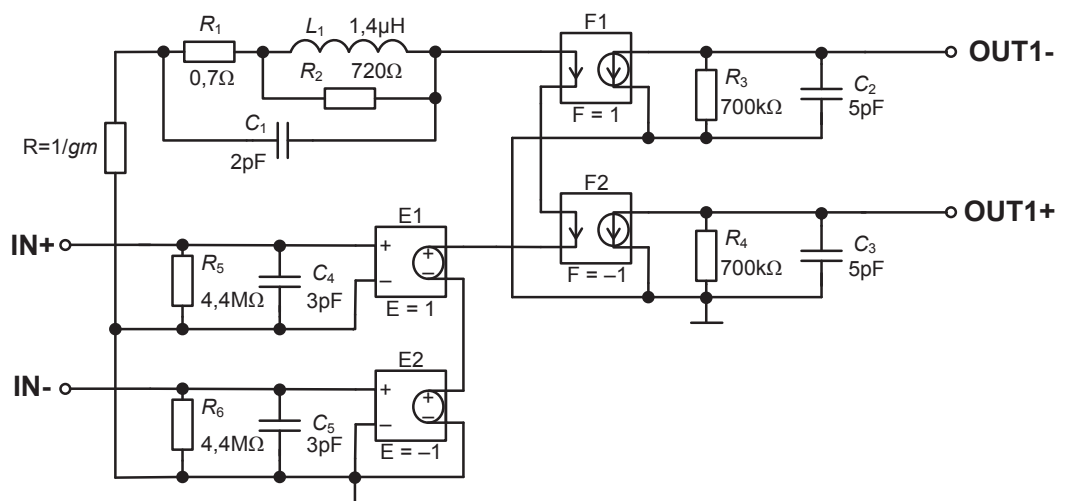 R1 L1 1,4µH
0,7Ω R2 720Ω
C1
2pF
R=1/gm
F1
F = 1
R3
700kΩ
C2
5pF
OUT1-
F2
F = –1
R4
700kΩ
C3
5pF
OUT1+
IN+
R5
4,4MΩ
C4
3pF
E1
+
–
+
–
E = 1
IN-
R6
4,4MΩ
C5
3pF
E2
+
–
+
–
E = –1